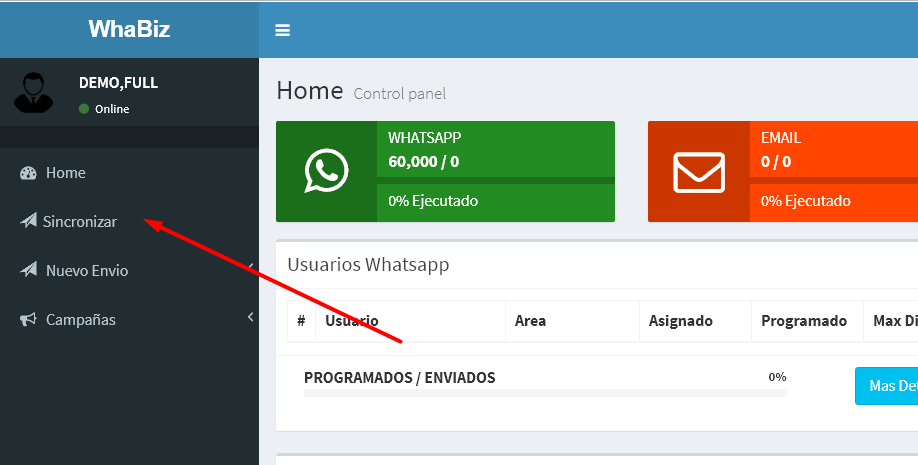 WhaBiz
DEMO,FULL
Online
Home
Sincronizar
Nuevo Envio
Campañas
Home Control panel
WHATSAPP
60,000 / 0
0% Ejecutado
EMAIL
0 / 0
0% Ejecutado
Usuarios Whatsapp
# Usuario Area Asignado Programado Max Di
PROGRAMADOS / ENVIADOS 0%
Mas Det